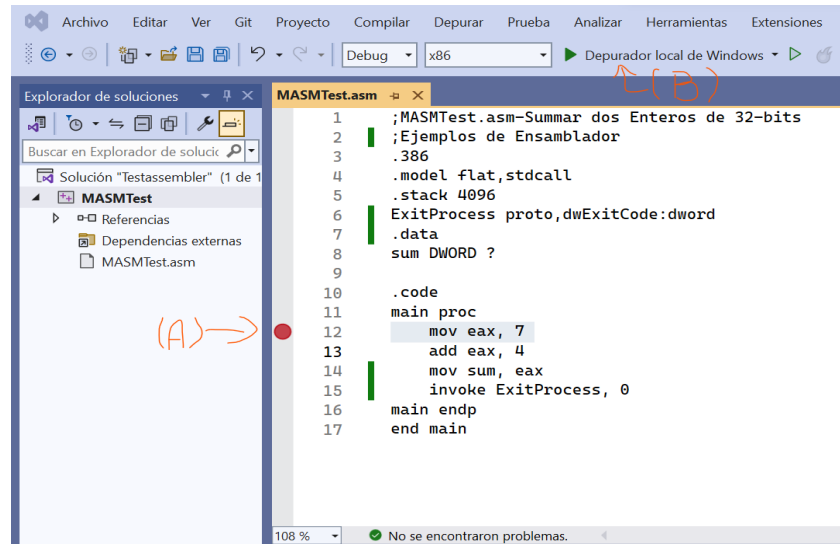 Archivo Editar Ver Git Proyecto Compilar Depurar Prueba Analizar Herramientas Extensiones
Debug x86 Depurador local de Windows
(B)
Explorador de soluciones
MASMTest.asm
Buscar en Explorador de solucic
Solución "Testassembler" (1 de 1
MASMTest
Referencias
Dependencias externas
MASMTest.asm
(A)
1 ;MASMTest.asm-Summar dos Enteros de 32-bits
2 ;Ejemplos de Ensamblador
3 .386
4 .model flat,stdcall
5 .stack 4096
6 ExitProcess proto,dwExitCode:dword
7 .data
8 sum DWORD ?
9
10 .code
11 main proc
12 mov eax, 7
13 add eax, 4
14 mov sum, eax
15 invoke ExitProcess, 0
16 main endp
17 end main
108 % No se encontraron problemas.